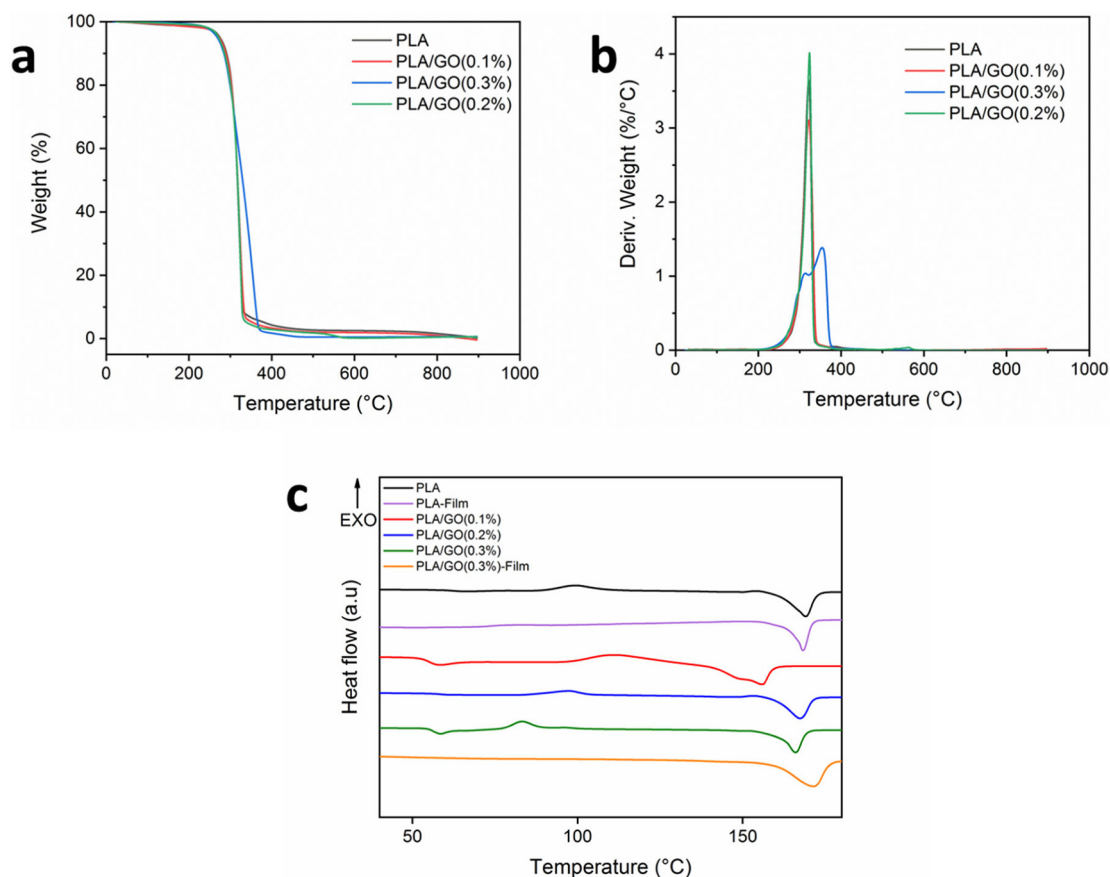 a
100
80
60
40
20
0
Weight (%)
PLA
PLA/GO(0.1%)
PLA/GO(0.3%)
PLA/GO(0.2%)
0 200 400 600 800 1000
Temperature (°C)
b
4
3
2
1
0
Deriv. Weight (%/°C)
PLA
PLA/GO(0.1%)
PLA/GO(0.3%)
PLA/GO(0.2%)
0 200 400 600 800 1000
Temperature (°C)
c
EXO
Heat flow (a.u)
PLA
PLA-Film
PLA/GO(0.1%)
PLA/GO(0.2%)
PLA/GO(0.3%)
PLA/GO(0.3%)-Film
50 100 150
Temperature (°C)